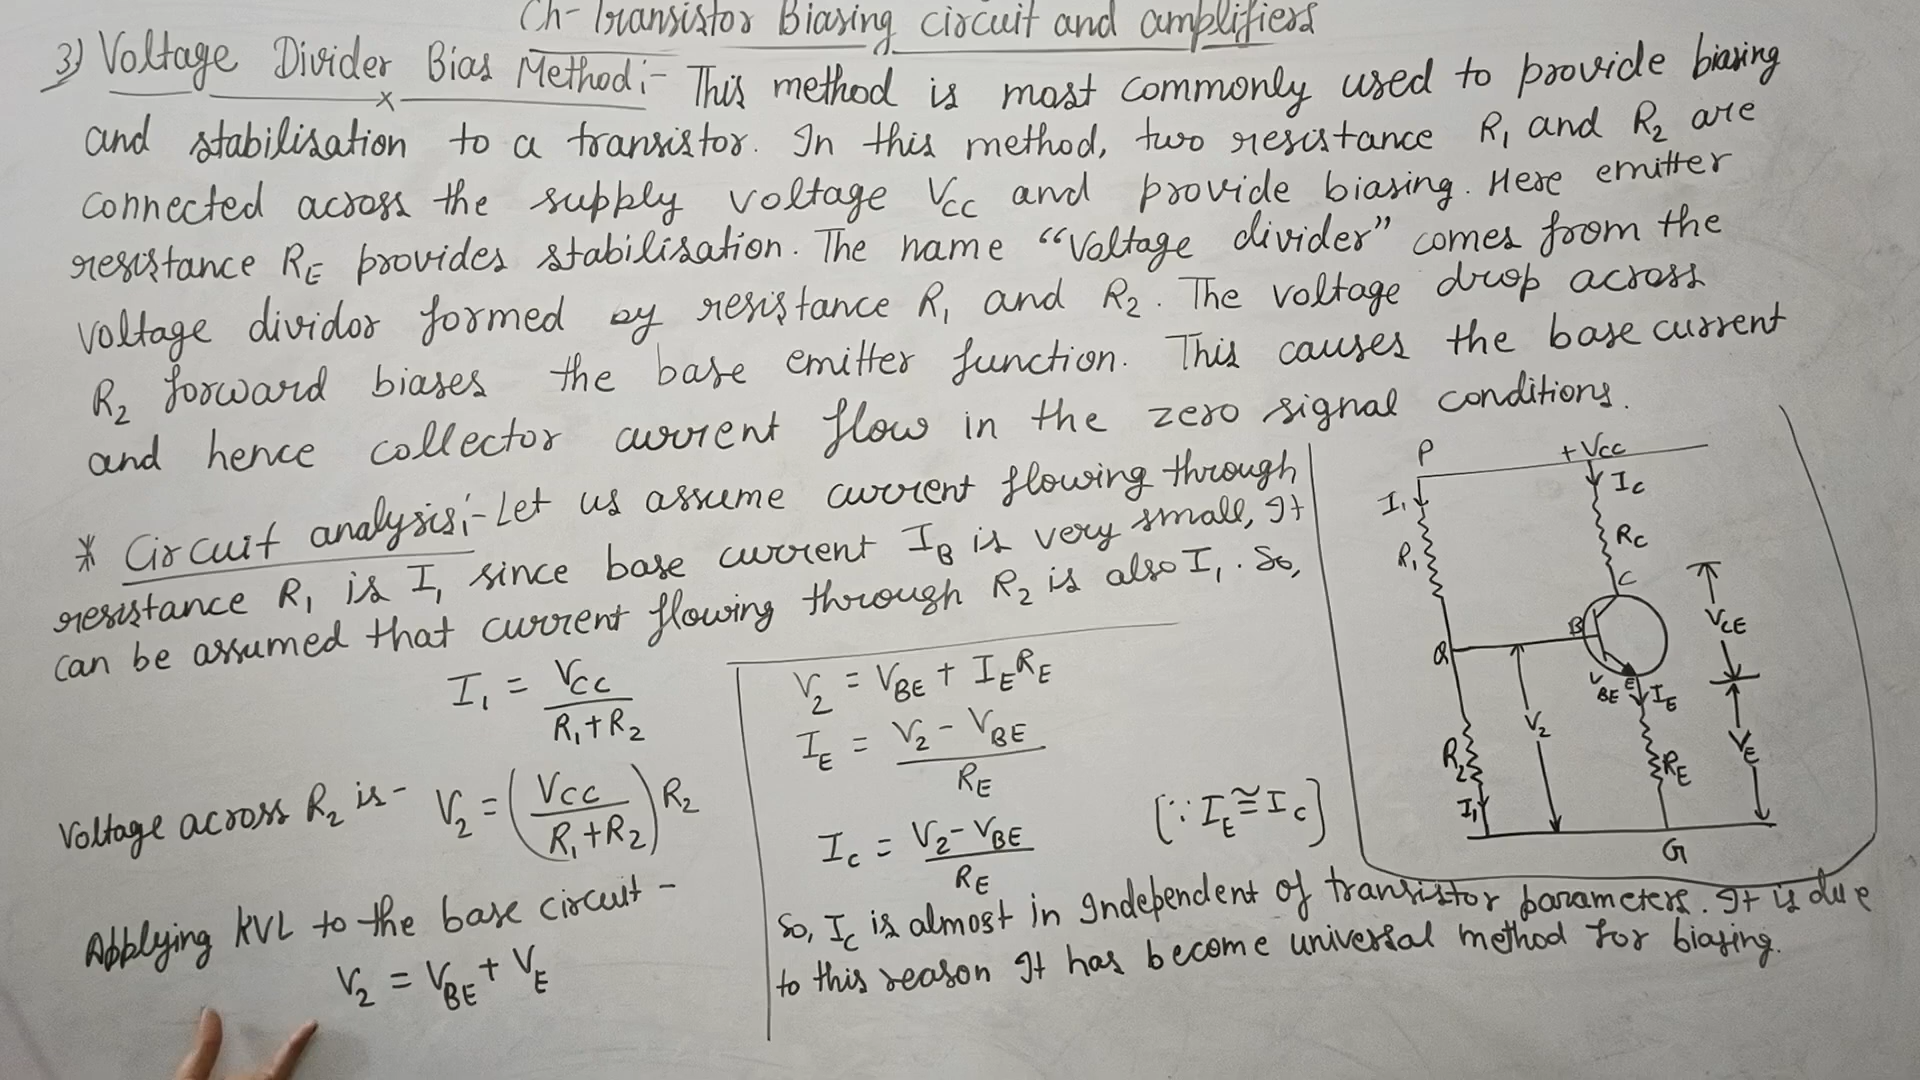 Ch- Transistor Biasing circuit and amplifiers
3) Voltage Divider Bias Method:- This method is most commonly used to provide biasing
and stabilisation to a transistor. In this method, two resistance R₁ and R₂ are
connected across the supply voltage Vcc and provide biasing. Here emitter
resistance RE provides stabilisation. The name “Voltage divider” comes from the
voltage dividor formed by resistance R₁ and R₂. The voltage drop across
R₂ forward biases the base emitter function. This causes the base current
and hence collector current flow in the zero signal conditions.
* Circuit analysis:- Let us assume current flowing through
resistance R₁ is I₁ since base current IB is very small, It
can be assumed that current flowing through R₂ is also I₁. So,
I₁ = Vcc / R₁+R₂
Voltage across R₂ is - V₂ = (Vcc / R₁+R₂) R₂
Applying KVL to the base circuit -
V₂ = VBE + VE
V₂ = VBE + IERE
IE = V₂ - VBE / RE
Ic = V₂ - VBE / RE [∵ IE ≅ Ic]
So, Ic is almost in Independent of transistor parameters. It is due
to this reason It has become universal method for biasing.
P
+Vcc
I₁
Ic
R₁
Rc
C
B
VCE
Q
E
VBE
IE
V₂
R₂
RE
VE
I₁
G